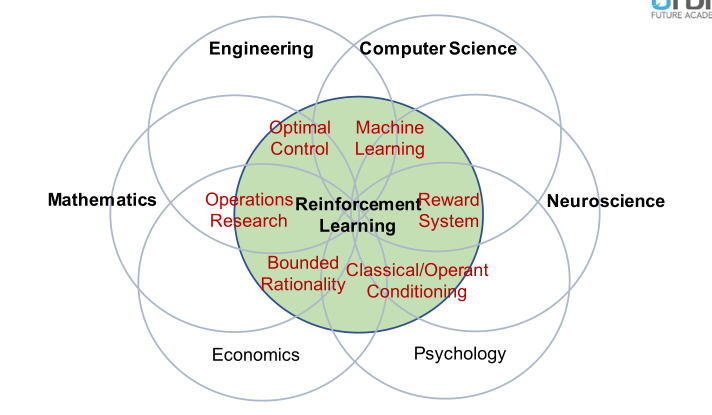 FUTURE ACADE
Engineering
Computer Science
Optimal
Control
Machine
Learning
Mathematics
Operations
Research
Reinforcement
Learning
Reward
System
Neuroscience
Bounded
Rationality
Classical/Operant
Conditioning
Economics
Psychology